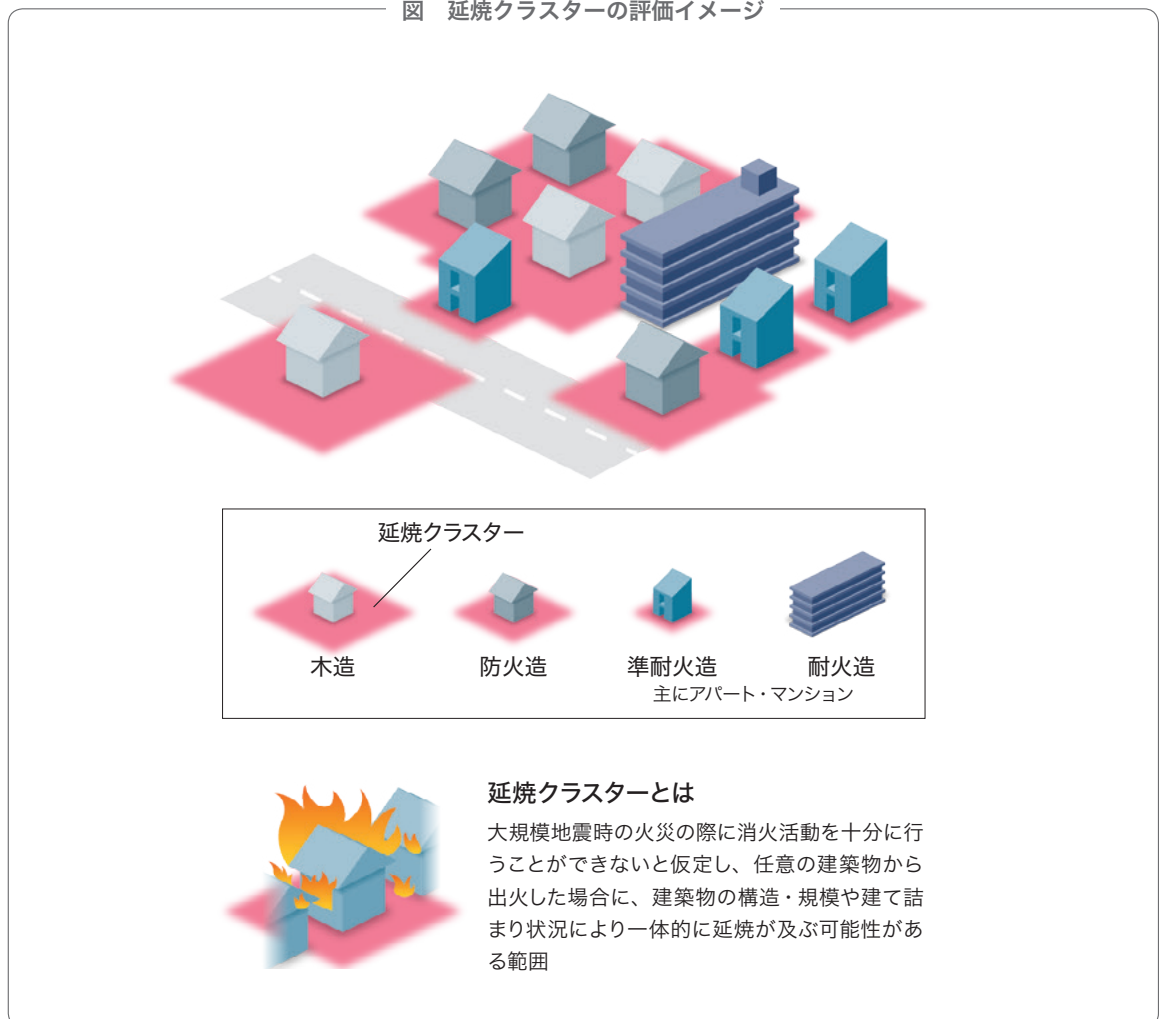 図　延焼クラスターの評価イメージ
延焼クラスター
木造
防火造
準耐火造
耐火造
主にアパート・マンション
延焼クラスターとは
大規模地震時の火災の際に消火活動を十分に行
うことができないと仮定し、任意の建築物から
出火した場合に、建築物の構造・規模や建て詰
まり状況により一体的に延焼が及ぶ可能性があ
る範囲